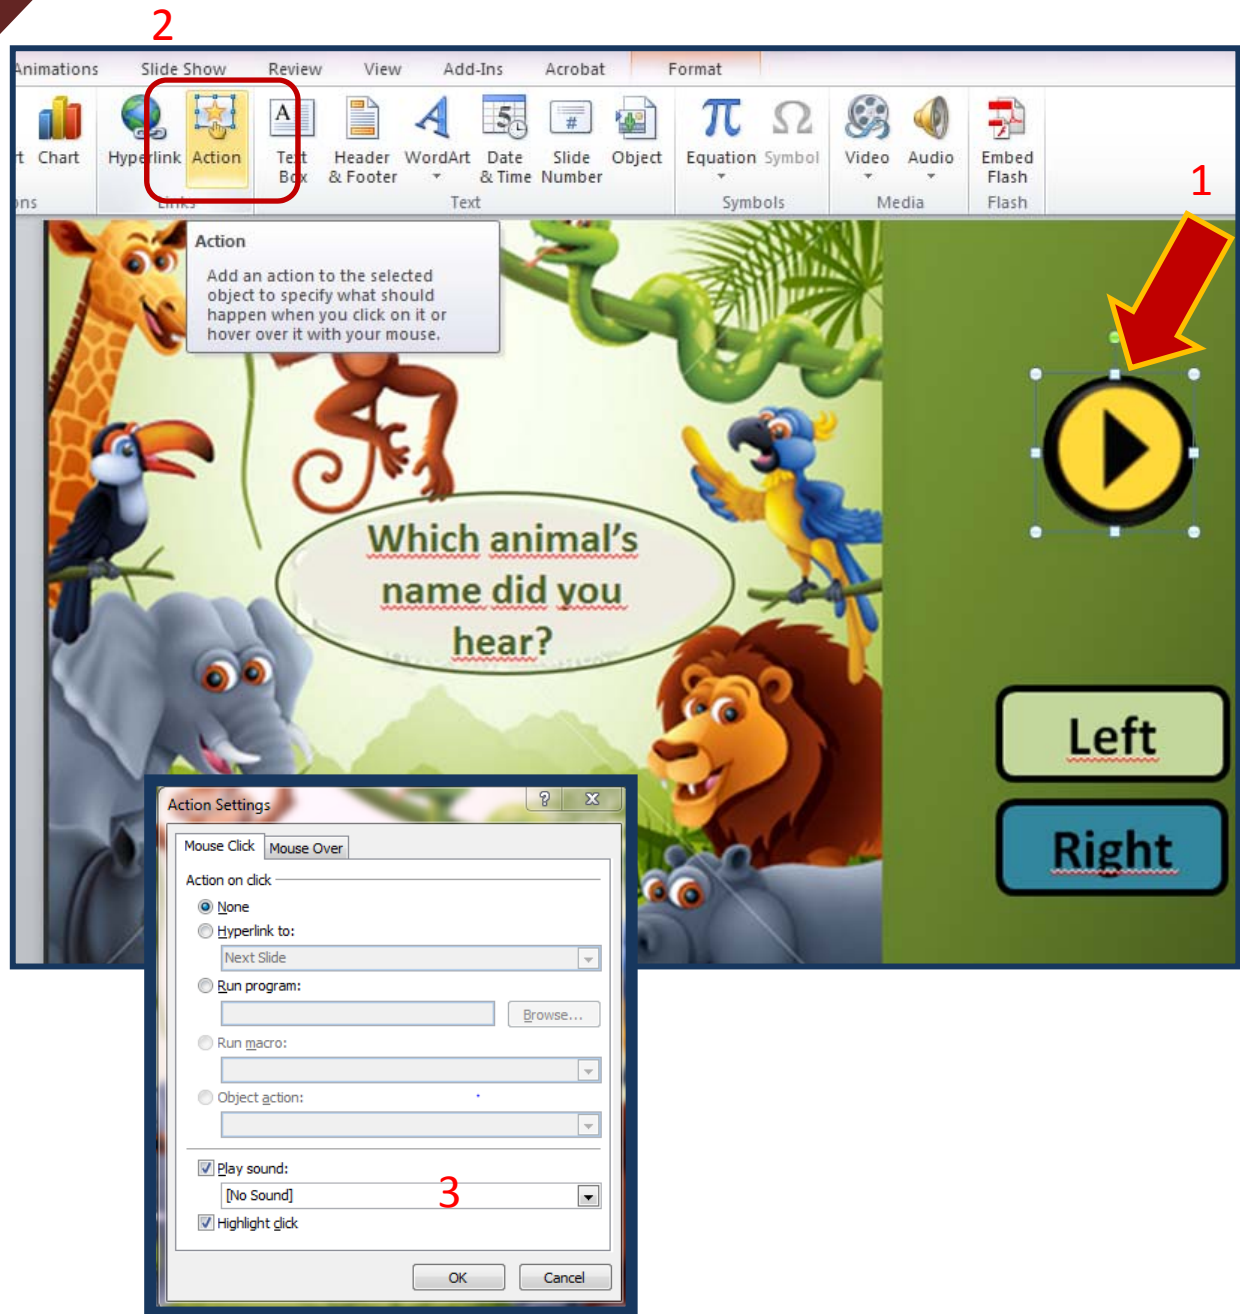 2
Animations Slide Show Review View Add-Ins Acrobat Format
A
5
#
π Ω
rt Chart Hyperlink Action Text Box Header & Footer WordArt Date & Time Slide Number Object Equation Symbol Video Audio Embed Flash
ons Links Text Symbols Media Flash
1
Action
Add an action to the selected
object to specify what should
happen when you click on it or
hover over it with your mouse.
Which animal's
name did you
hear?
Left
Right
Action Settings
Mouse Click Mouse Over
Action on click
None
Hyperlink to:
Next Slide
Run program:
Browse...
Run macro:
Object action:
Play sound:
[No Sound]
3
Highlight click
OK Cancel